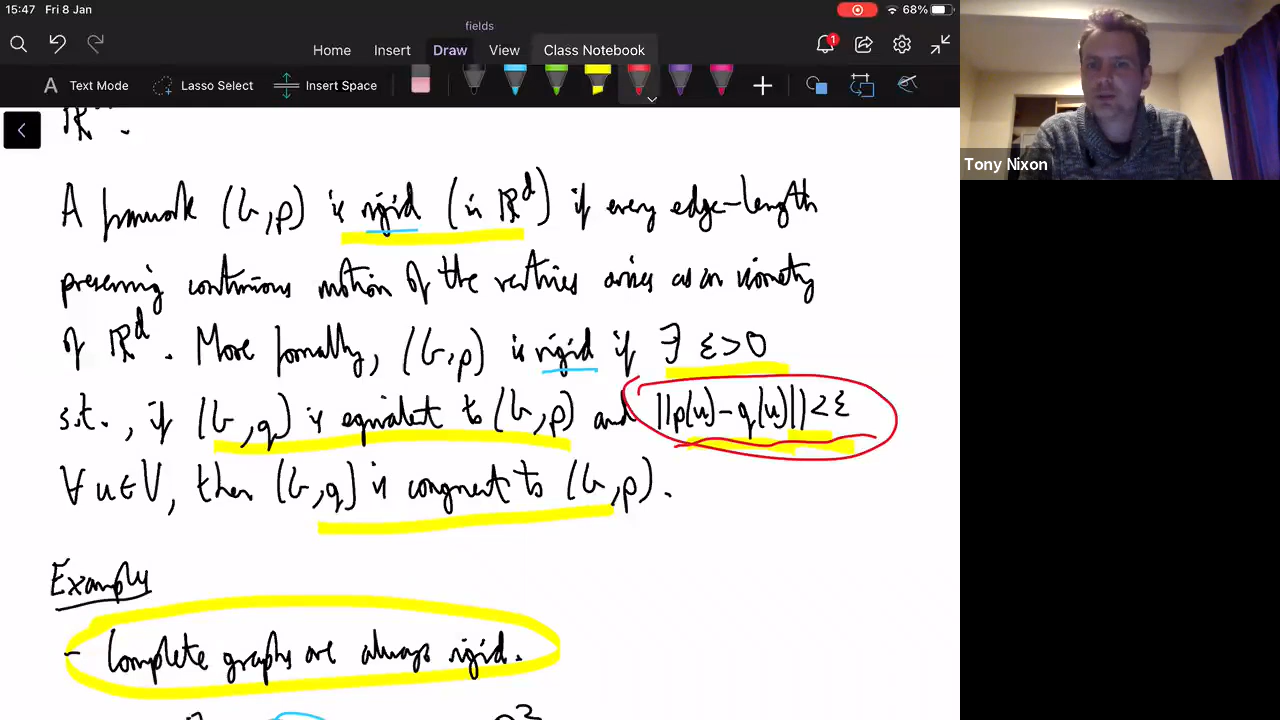 15:47 Fri 8 Jan
68%
fields
Home Insert Draw View Class Notebook
1
Text Mode Lasso Select Insert Space
Tony Nixon
ℝ .
A framework (G,p) is rigid (in ℝ^d) if every edge-length
preserving continuous motion of the vertices arises as an isometry
of ℝ^d. More formally, (G,p) is rigid if ∃ ε>0
s.t., if (G,q) is equivalent to (G,p) and ||p(u)-q(u)||<ε
∀ u∈V, then (G,q) is congruent to (G,p).
Examples
- Complete graphs are always rigid.